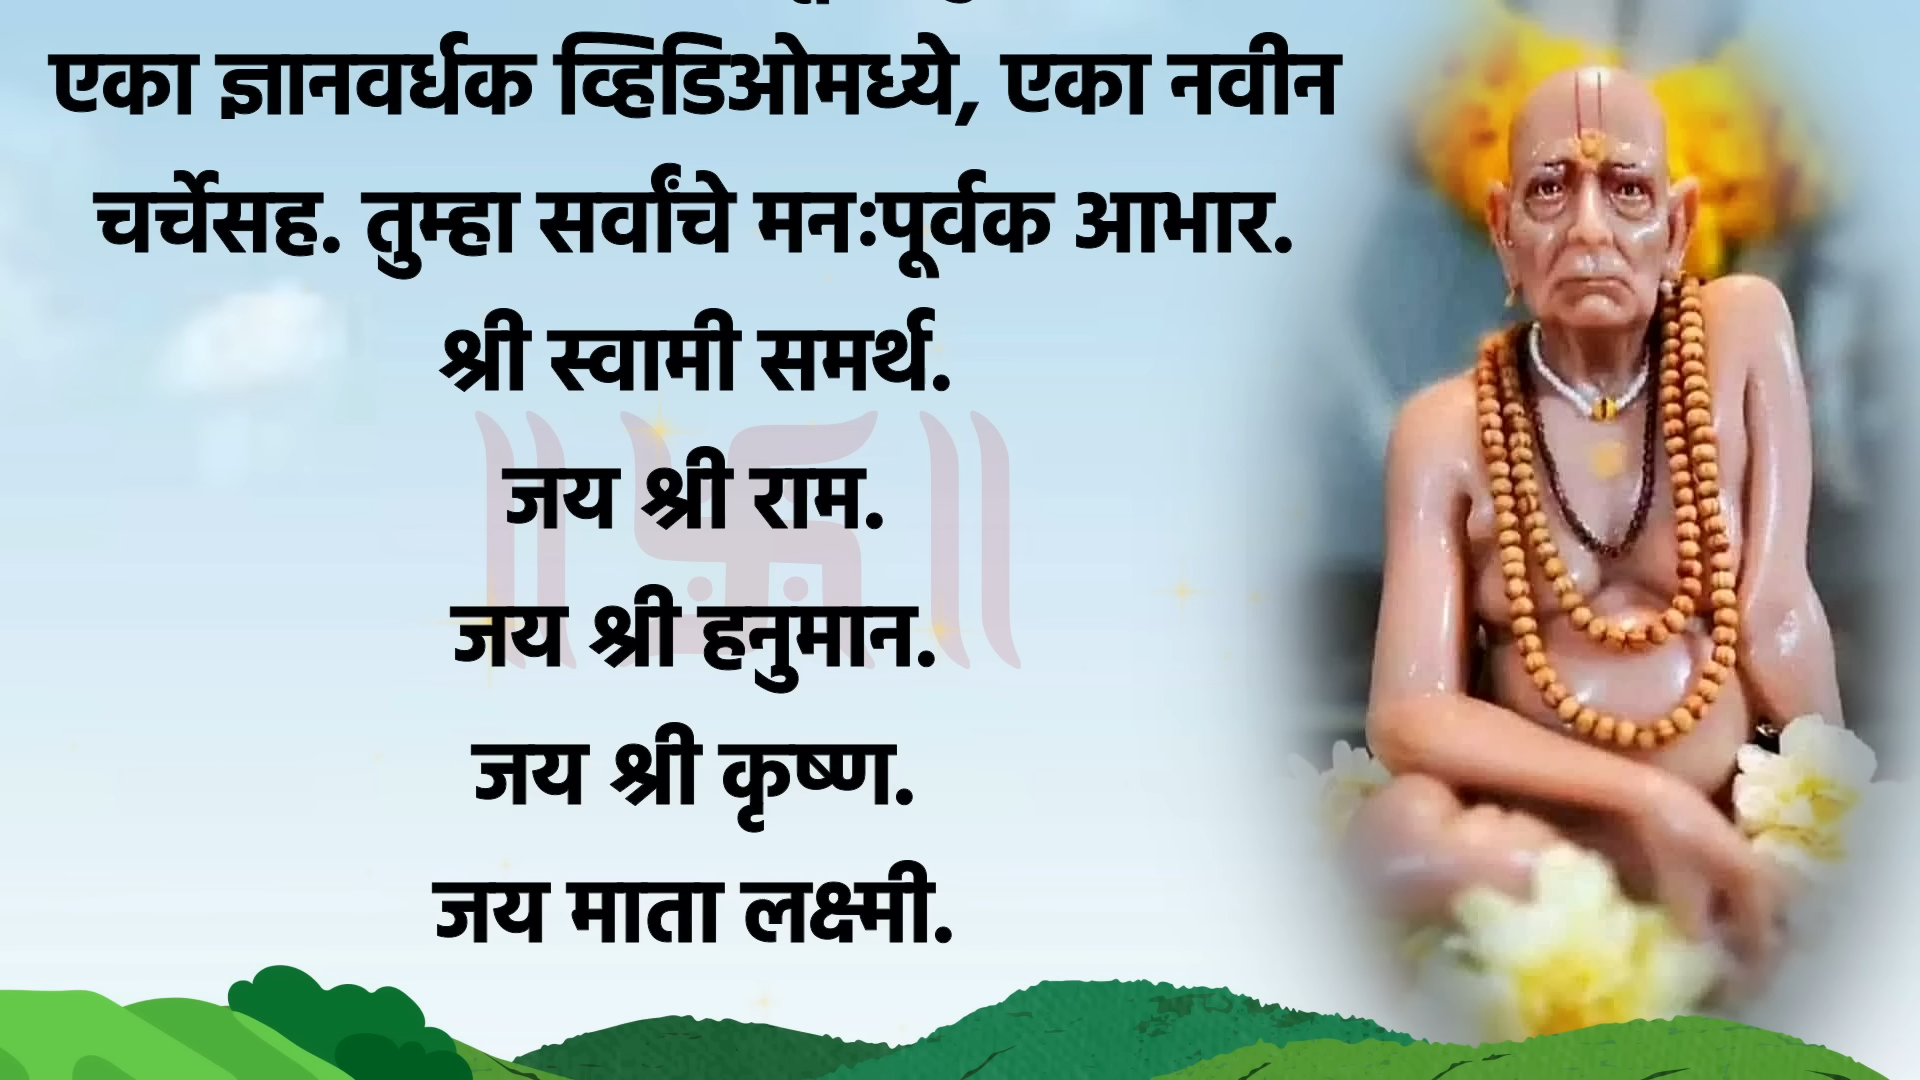 एका ज्ञानवर्धक व्हिडिओमध्ये, एका नवीन
चर्चेसह. तुम्हा सर्वांचे मनःपूर्वक आभार.
श्री स्वामी समर्थ.
जय श्री राम.
जय श्री हनुमान.
जय श्री कृष्ण.
जय माता लक्ष्मी.